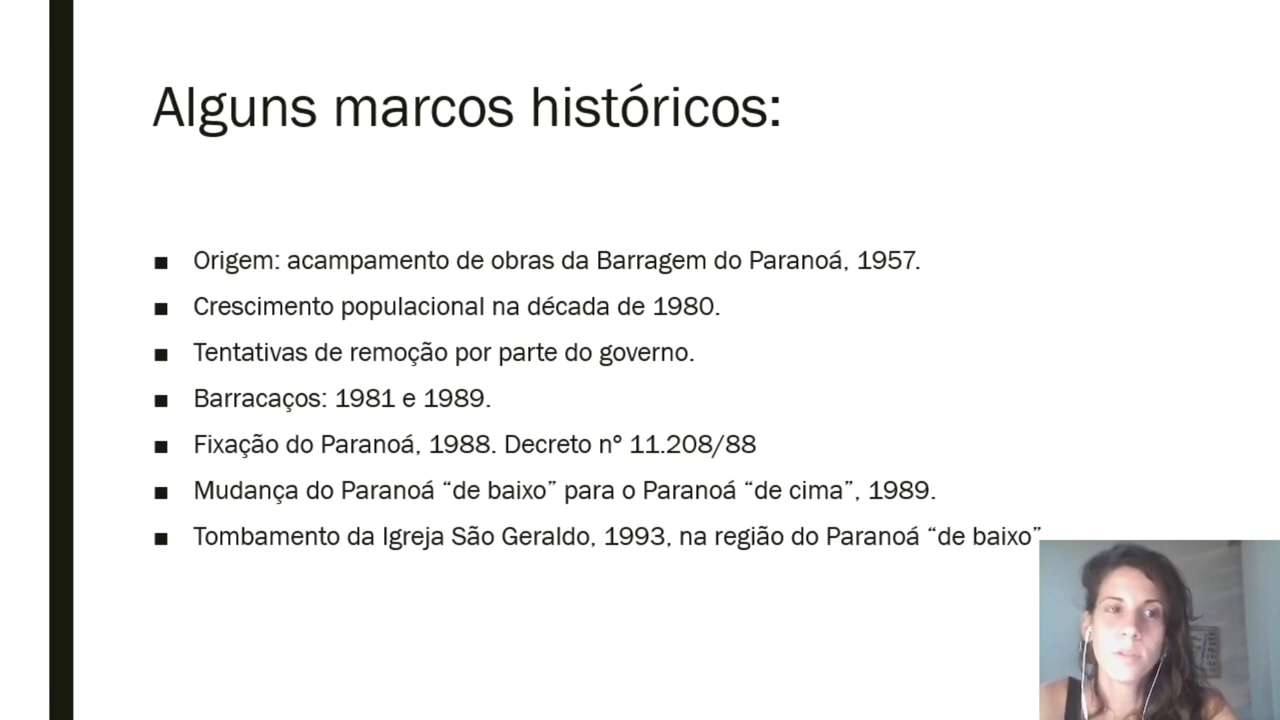 Alguns marcos históricos:
■ Origem: acampamento de obras da Barragem do Paranoá, 1957.
■ Crescimento populacional na década de 1980.
■ Tentativas de remoção por parte do governo.
■ Barracaços: 1981 e 1989.
■ Fixação do Paranoá, 1988. Decreto nº 11.208/88
■ Mudança do Paranoá “de baixo” para o Paranoá “de cima”, 1989.
■ Tombamento da Igreja São Geraldo, 1993, na região do Paranoá “de baixo”